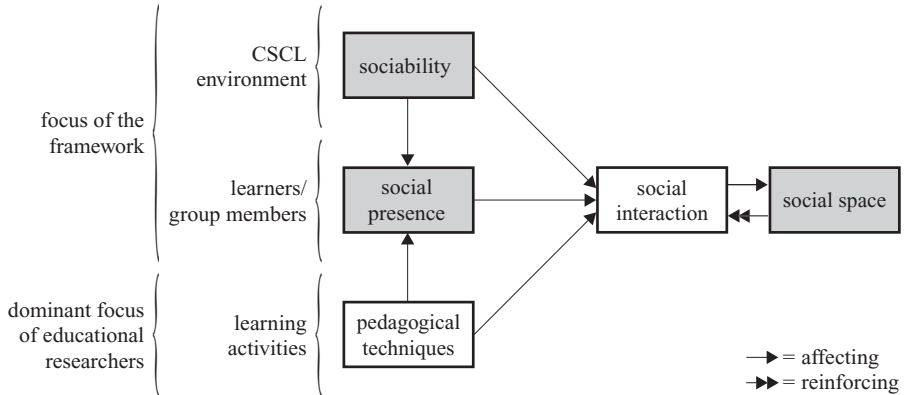 CSCL
environment
sociability
focus of the
framework
learners/
group members
social
presence
social
interaction
social space
dominant focus
of educational
researchers
learning
activities
pedagogical
techniques
= affecting
= reinforcing